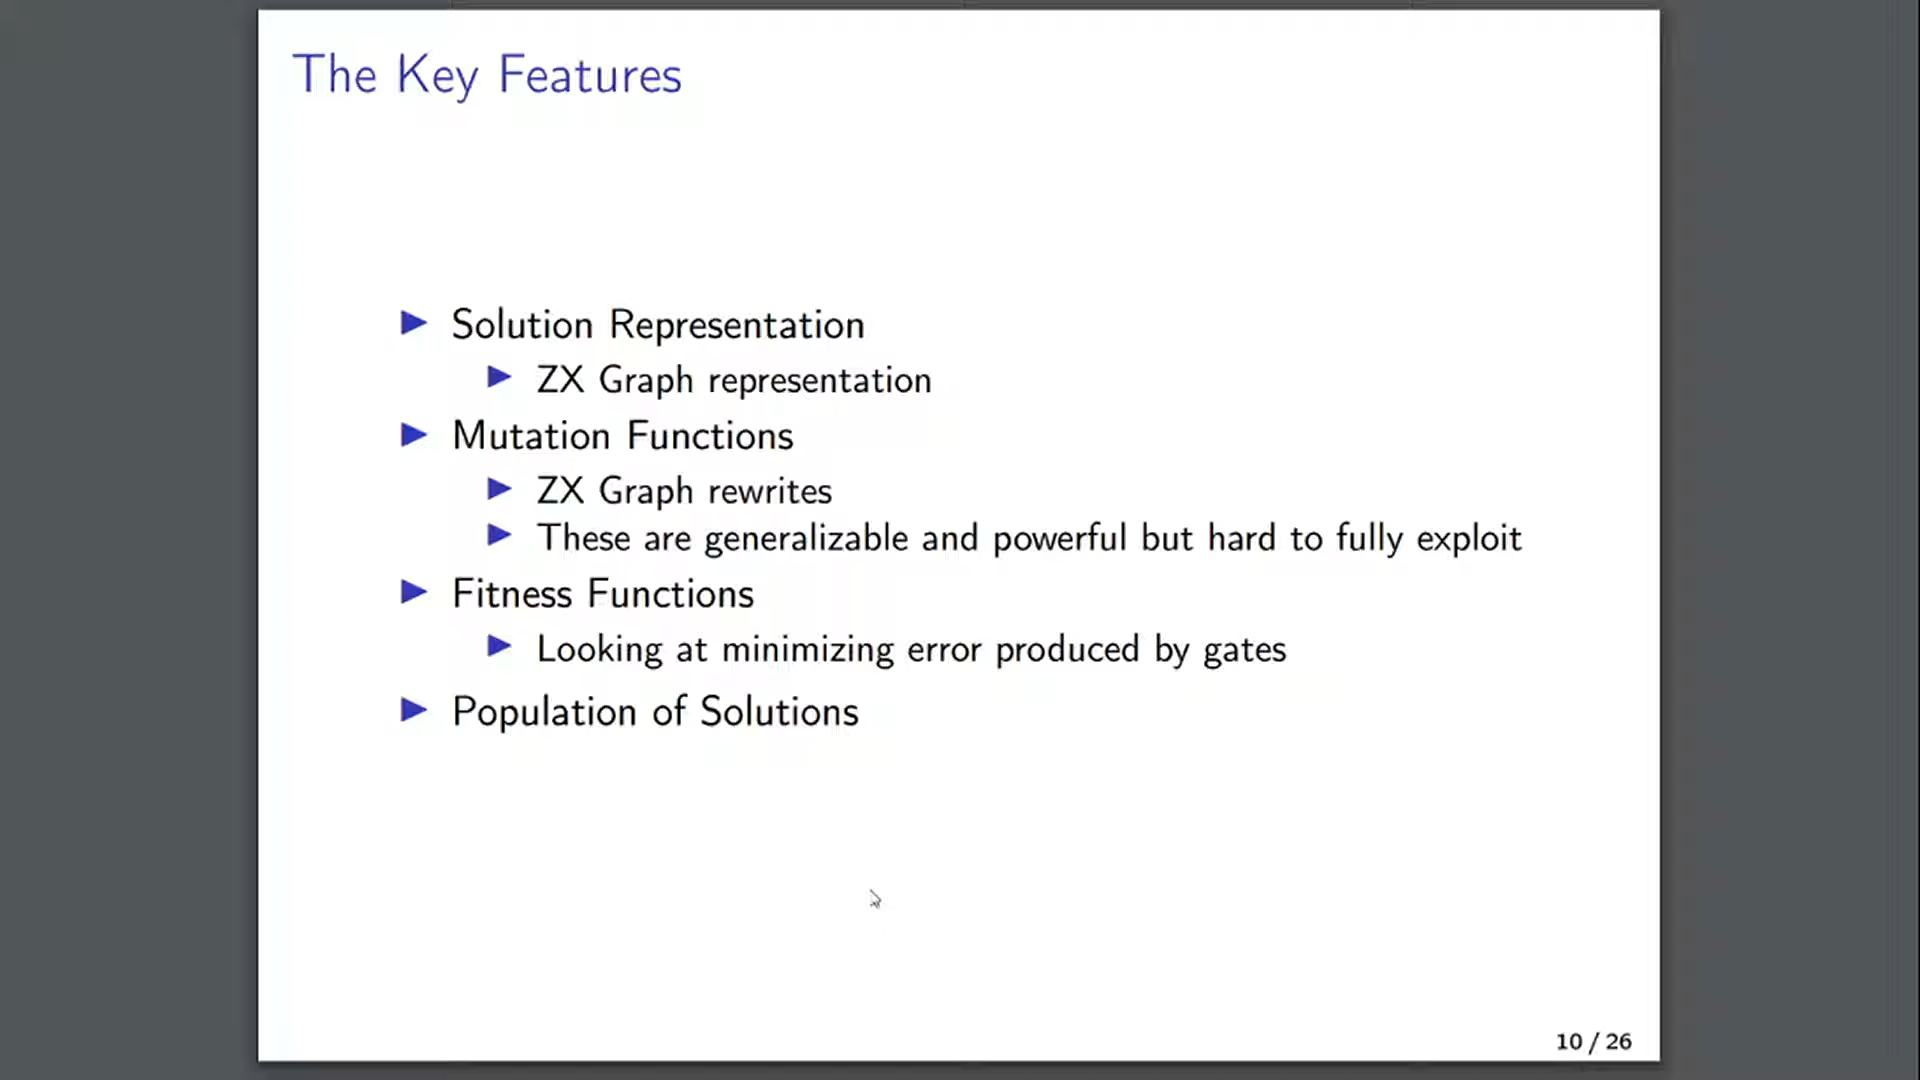 The Key Features
Solution Representation
ZX Graph representation
Mutation Functions
ZX Graph rewrites
These are generalizable and powerful but hard to fully exploit
Fitness Functions
Looking at minimizing error produced by gates
Population of Solutions
10 / 26